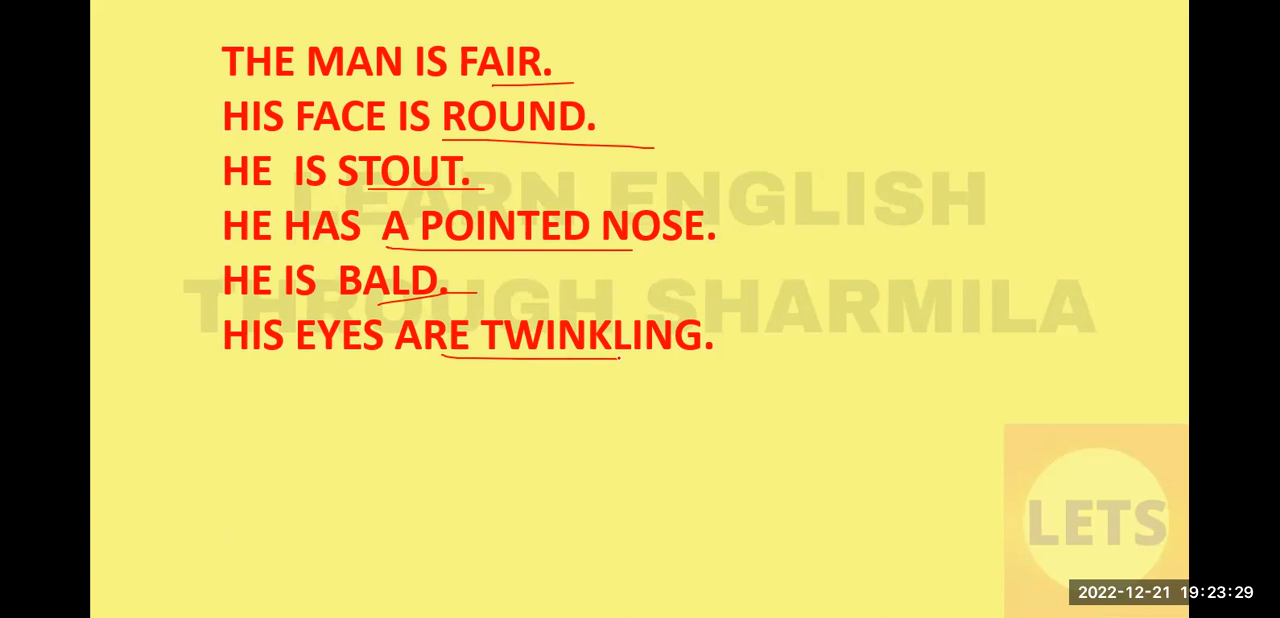 THE MAN IS FAIR.
HIS FACE IS ROUND.
HE IS STOUT.
HE HAS A POINTED NOSE.
HE IS BALD.
HIS EYES ARE TWINKLING.
LEARN ENGLISH
THROUGH SHARMILA
LETS
2022-12-21 19:23:29